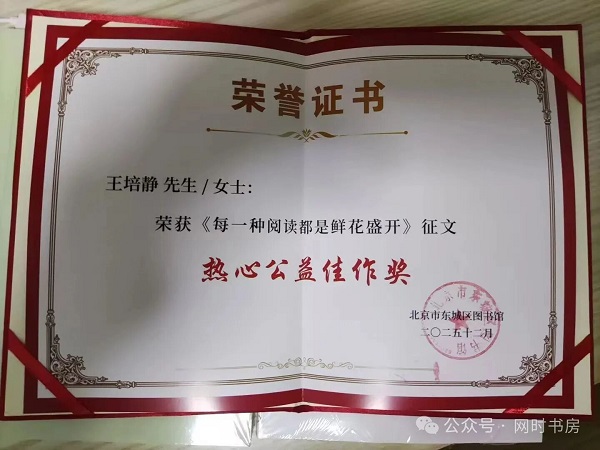 荣誉证书
王培静 先生/女士：
荣获《每一种阅读都是鲜花盛开》征文
热心公益佳作奖
北京市东城区图书馆
二〇二五十二月
公众号·网时书房